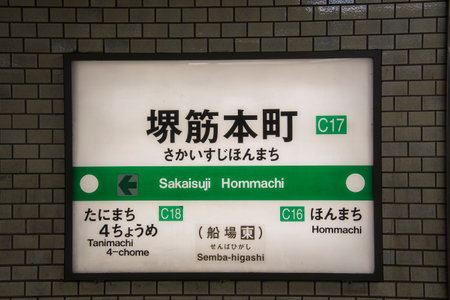 堺筋本町 C17
さかいすじほんまち
Sakaisuji Hommachi
たにまち C18
4ちょうめ
Tanimachi
4-chome
(船場東)
せんばひがし
Semba-higashi
C16 ほんまち
Hommachi